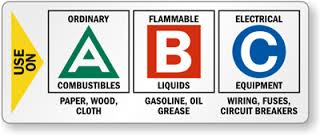 USE ON
ORDINARY
A
COMBUSTIBLES
PAPER, WOOD,
CLOTH
FLAMMABLE
B
LIQUIDS
GASOLINE, OIL
GREASE
ELECTRICAL
C
EQUIPMENT
WIRING, FUSES,
CIRCUIT BREAKERS